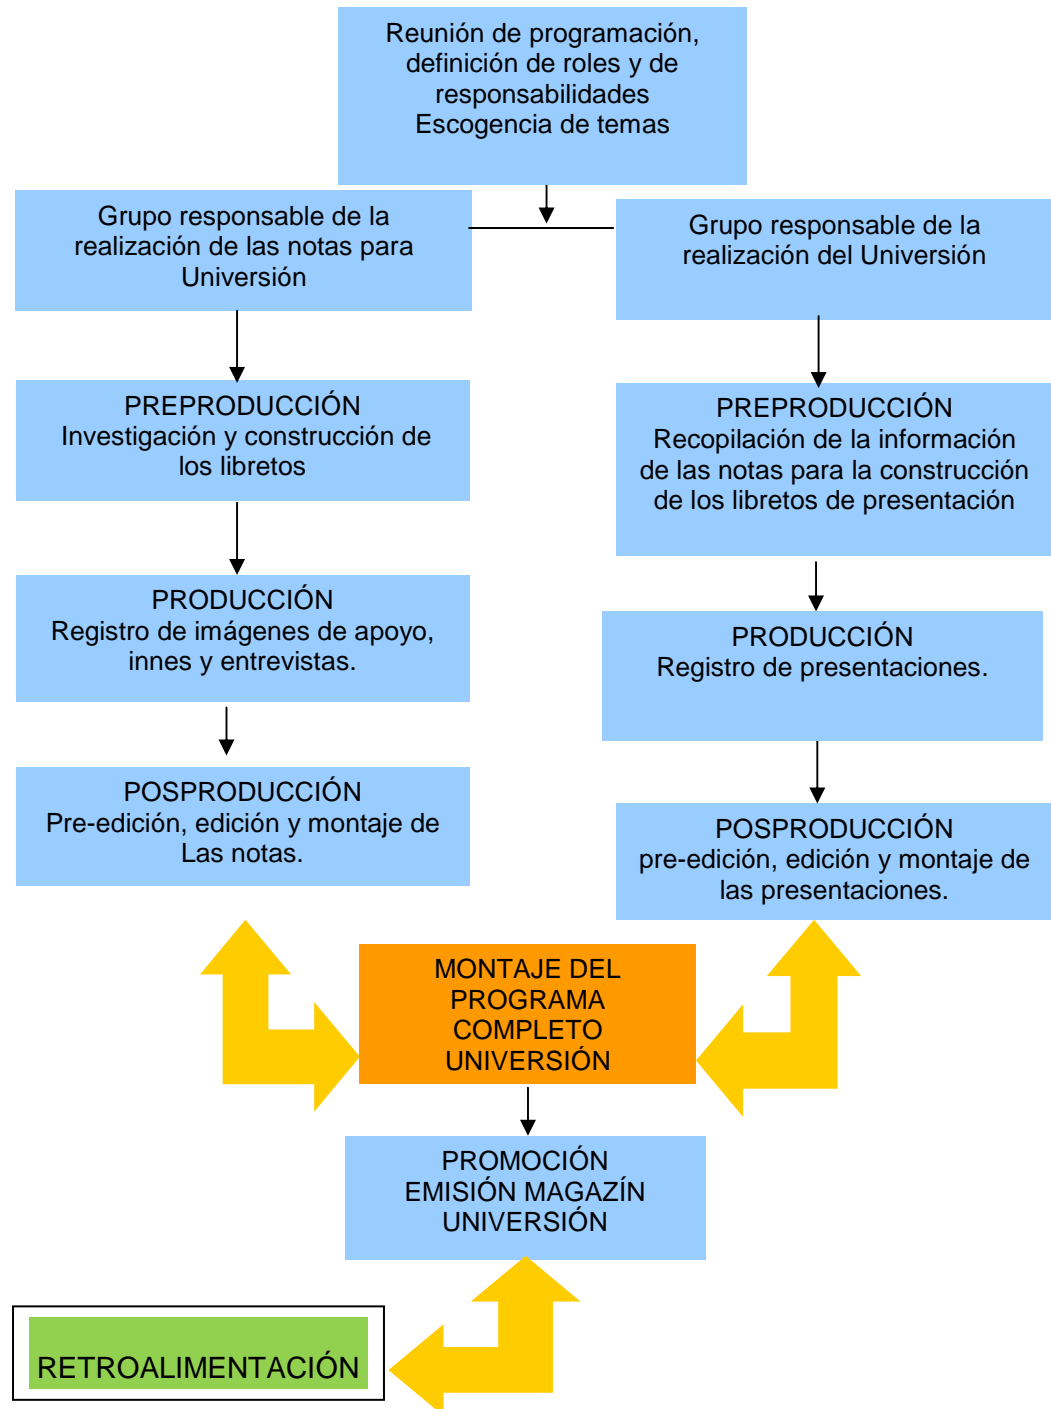 Reunión de programación,
definición de roles y de
responsabilidades
Escogencia de temas
Grupo responsable de la
realización de las notas para
Universión
Grupo responsable de la
realización del Universión
PREPRODUCCIÓN
Investigación y construcción de
los libretos
PREPRODUCCIÓN
Recopilación de la información
de las notas para la construcción
de los libretos de presentación
PRODUCCIÓN
Registro de imágenes de apoyo,
innes y entrevistas.
PRODUCCIÓN
Registro de presentaciones.
POSPRODUCCIÓN
Pre-edición, edición y montaje de
Las notas.
POSPRODUCCIÓN
pre-edición, edición y montaje de
las presentaciones.
MONTAJE DEL
PROGRAMA
COMPLETO
UNIVERSIÓN
PROMOCIÓN
EMISIÓN MAGAZÍN
UNIVERSIÓN
RETROALIMENTACIÓN